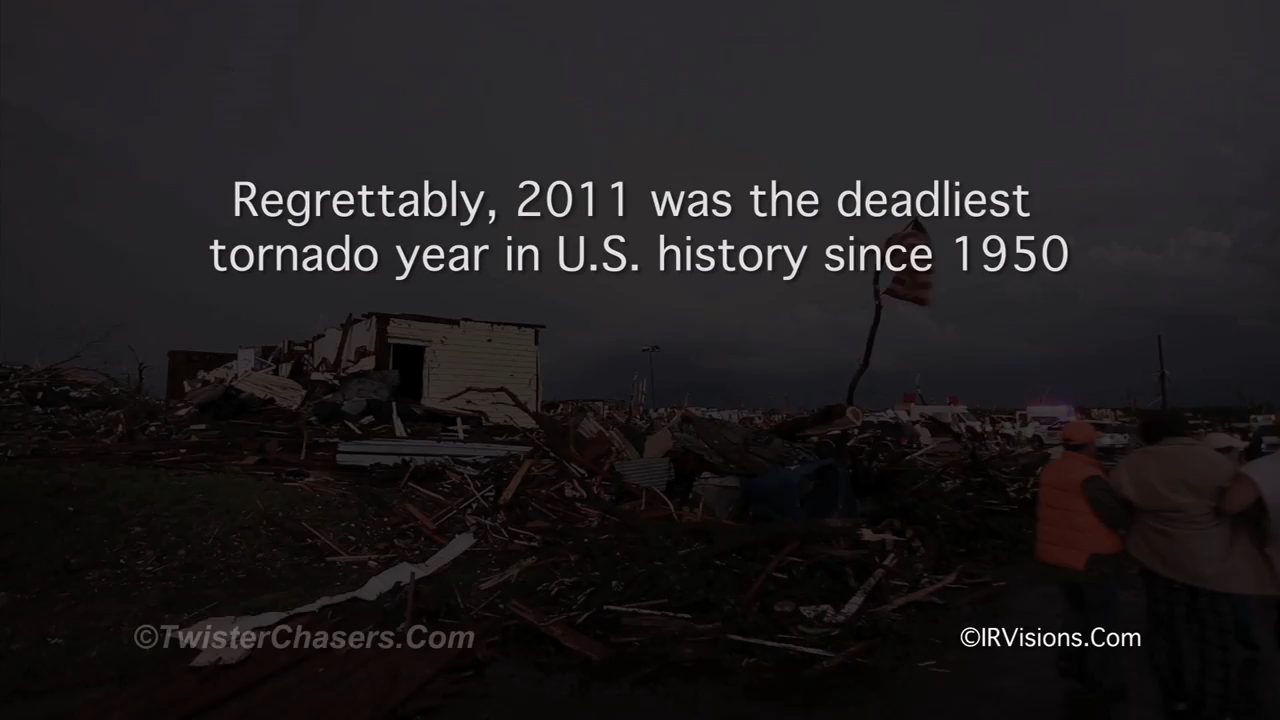 Regrettably, 2011 was the deadliest
tornado year in U.S. history since 1950
©TwisterChasers.Com
©IRVisions.Com